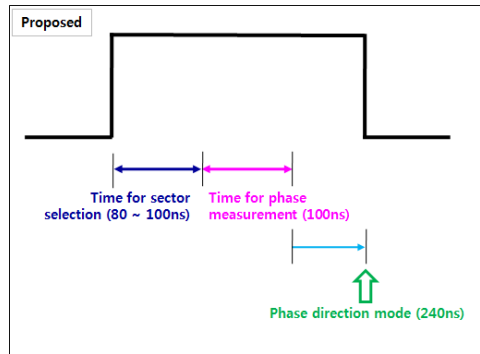 Proposed
Time for sector
selection (80 ~ 100ns)
Time for phase
measurement (100ns)
Phase direction mode (240ns)